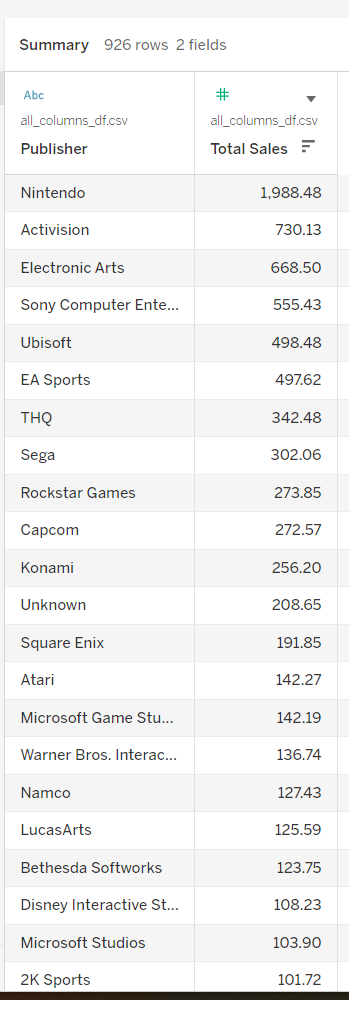 Summary 926 rows 2 fields
Abc #
all_columns_df.csv all_columns_df.csv
Publisher Total Sales
Nintendo 1,988.48
Activision 730.13
Electronic Arts 668.50
Sony Computer Ente... 555.43
Ubisoft 498.48
EA Sports 497.62
THQ 342.48
Sega 302.06
Rockstar Games 273.85
Capcom 272.57
Konami 256.20
Unknown 208.65
Square Enix 191.85
Atari 142.27
Microsoft Game Stu... 142.19
Warner Bros. Interac... 136.74
Namco 127.43
LucasArts 125.59
Bethesda Softworks 123.75
Disney Interactive St... 108.23
Microsoft Studios 103.90
2K Sports 101.72